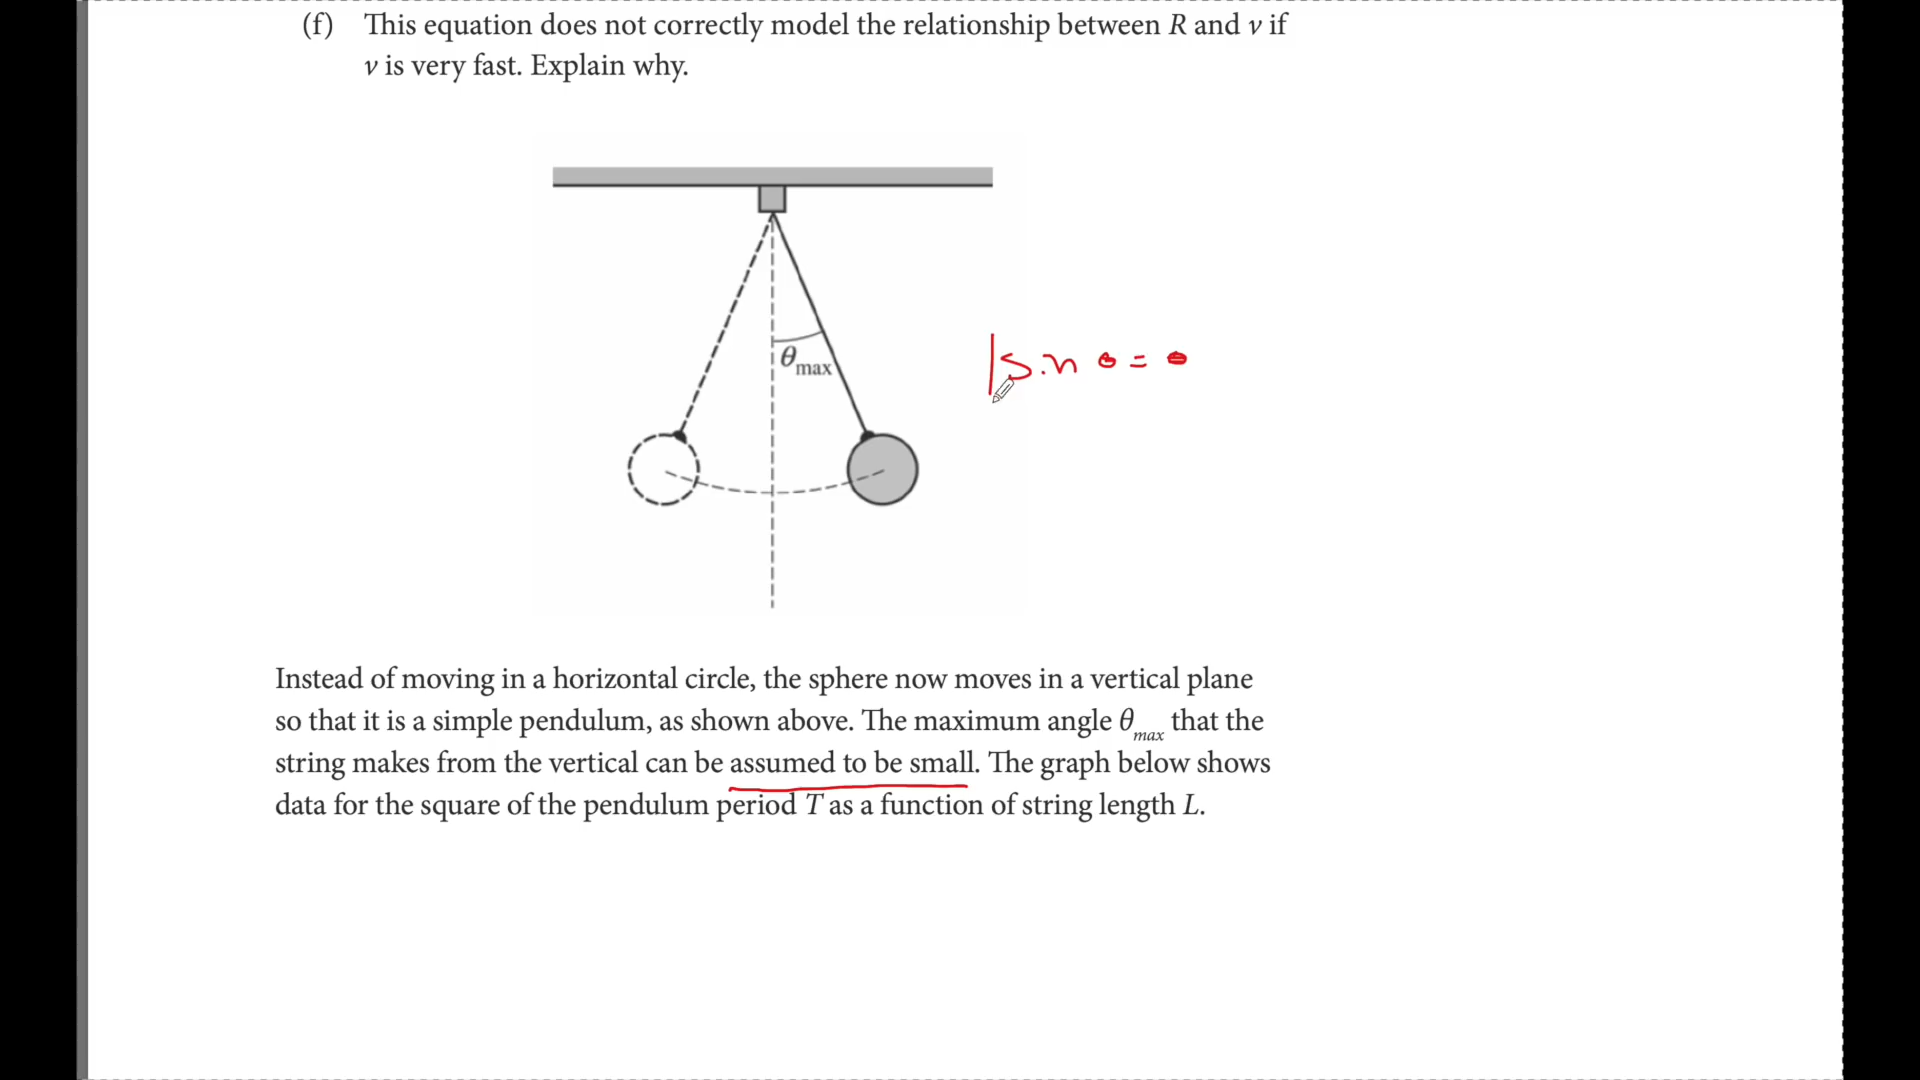 (f) This equation does not correctly model the relationship between R and v if
v is very fast. Explain why.
θmax
sin θ = θ
Instead of moving in a horizontal circle, the sphere now moves in a vertical plane
so that it is a simple pendulum, as shown above. The maximum angle θmax that the
string makes from the vertical can be assumed to be small. The graph below shows
data for the square of the pendulum period T as a function of string length L.